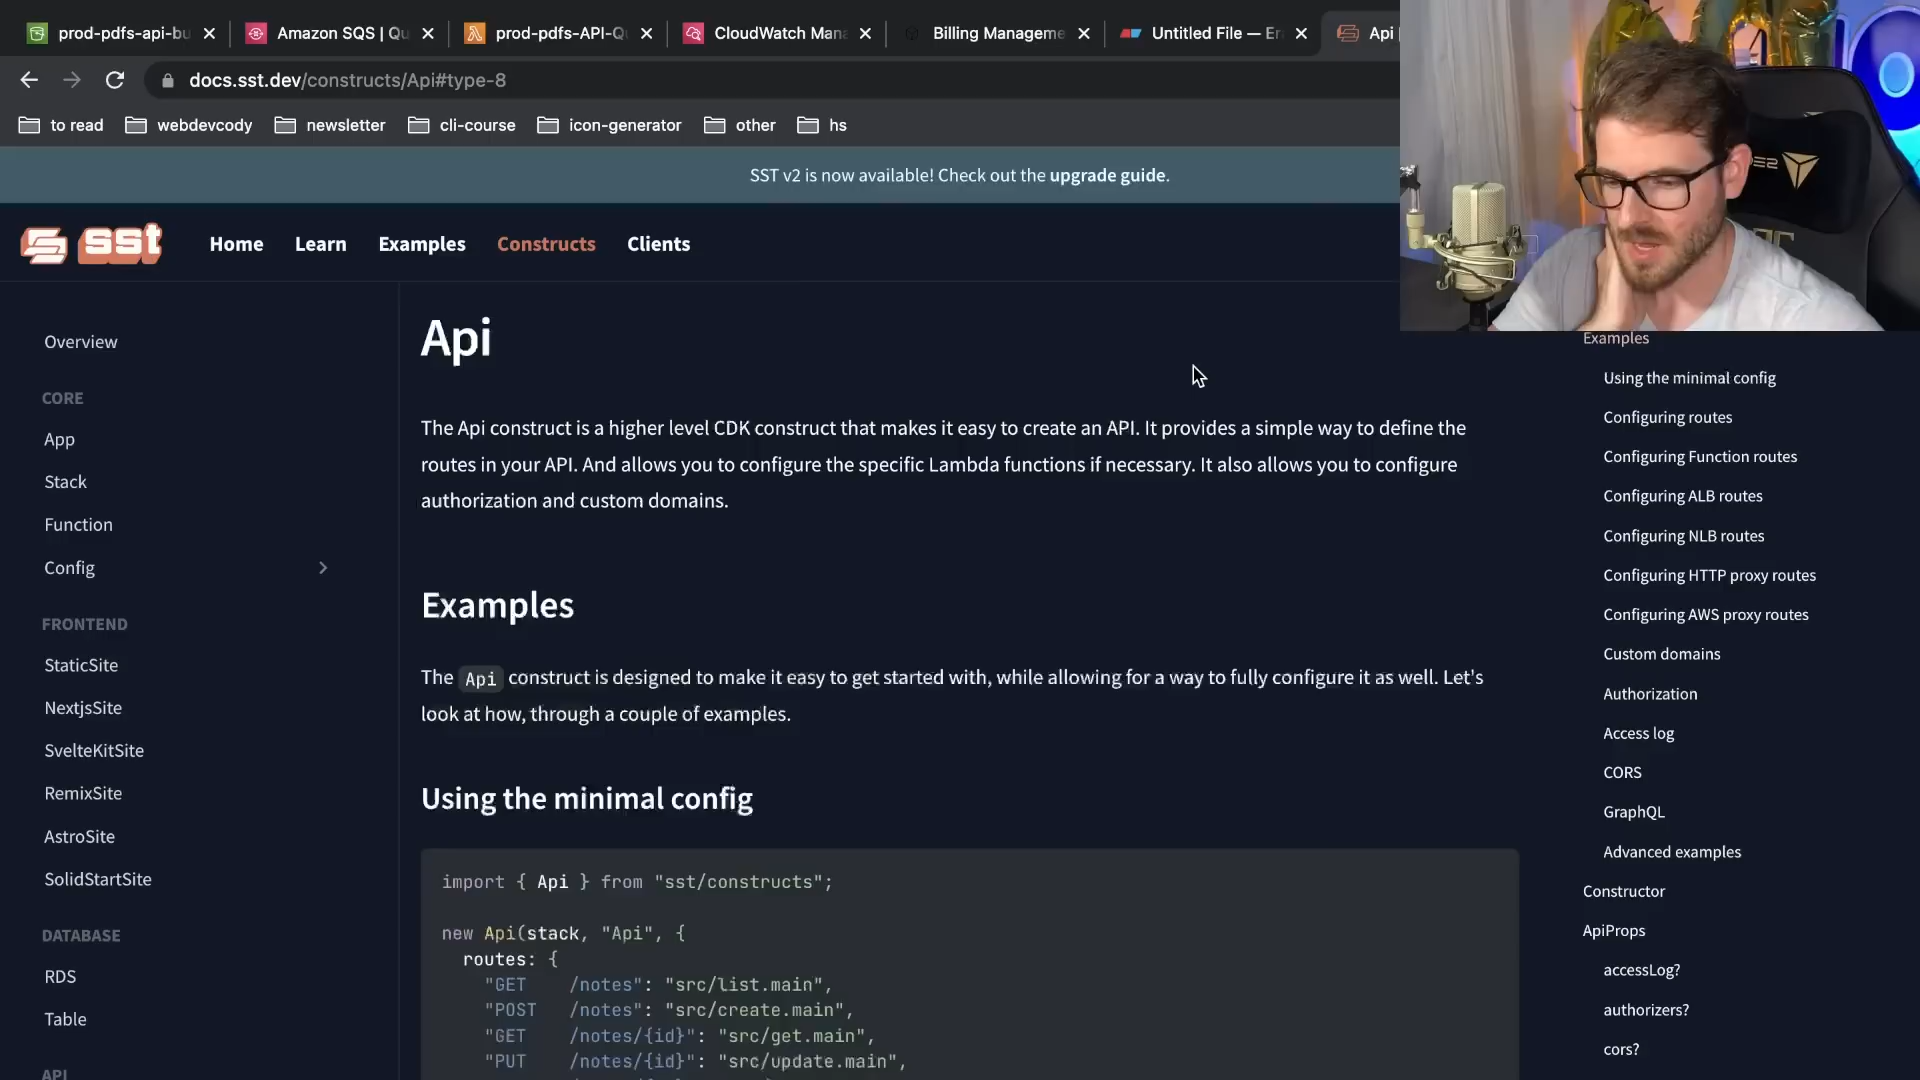 prod-pdfs-api-bu
Amazon SQS | Qu
prod-pdfs-API-Q
CloudWatch Man
Billing Manageme
Untitled File — Er
Api
docs.sst.dev/constructs/Api#type-8
to read
webdevcody
newsletter
cli-course
icon-generator
other
hs
SST v2 is now available! Check out the upgrade guide.
sst
Home
Learn
Examples
Constructs
Clients
Overview
CORE
App
Stack
Function
Config
FRONTEND
StaticSite
NextjsSite
SvelteKitSite
RemixSite
AstroSite
SolidStartSite
DATABASE
RDS
Table
API
Api
The Api construct is a higher level CDK construct that makes it easy to create an API. It provides a simple way to define the
routes in your API. And allows you to configure the specific Lambda functions if necessary. It also allows you to configure
authorization and custom domains.
Examples
The Api construct is designed to make it easy to get started with, while allowing for a way to fully configure it as well. Let's
look at how, through a couple of examples.
Using the minimal config
import { Api } from "sst/constructs";
new Api(stack, "Api", {
routes: {
"GET /notes": "src/list.main",
"POST /notes": "src/create.main",
"GET /notes/{id}": "src/get.main",
"PUT /notes/{id}": "src/update.main",
Examples
Using the minimal config
Configuring routes
Configuring Function routes
Configuring ALB routes
Configuring NLB routes
Configuring HTTP proxy routes
Configuring AWS proxy routes
Custom domains
Authorization
Access log
CORS
GraphQL
Advanced examples
Constructor
ApiProps
accessLog?
authorizers?
cors?